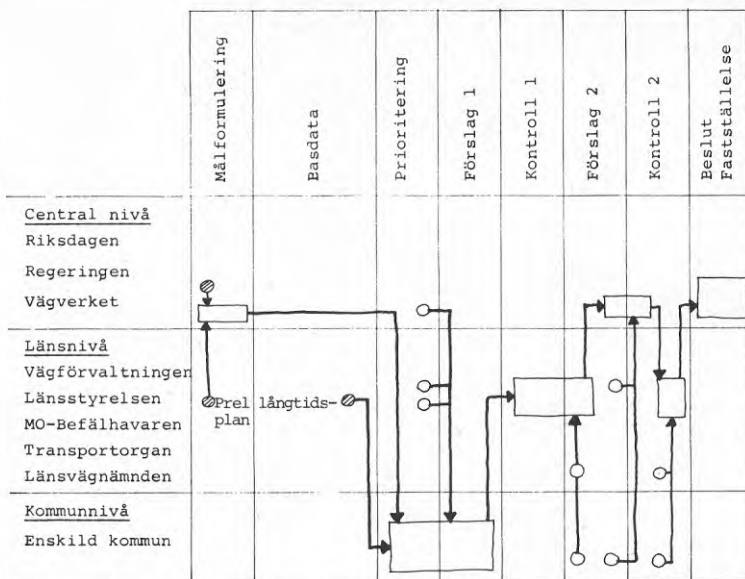 Målformulering
Basdata
Prioritering
Förslag 1
Kontroll 1
Förslag 2
Kontroll 2
Beslut
Fastställelse
Central nivå
Riksdagen
Regeringen
Vägverket
Länsnivå
Vägförvaltningen
Länsstyrelsen
MO-Befälhavaren
Transportorgan
Länsvägnämnden
Prel långtids-
plan
Kommunnivå
Enskild kommun